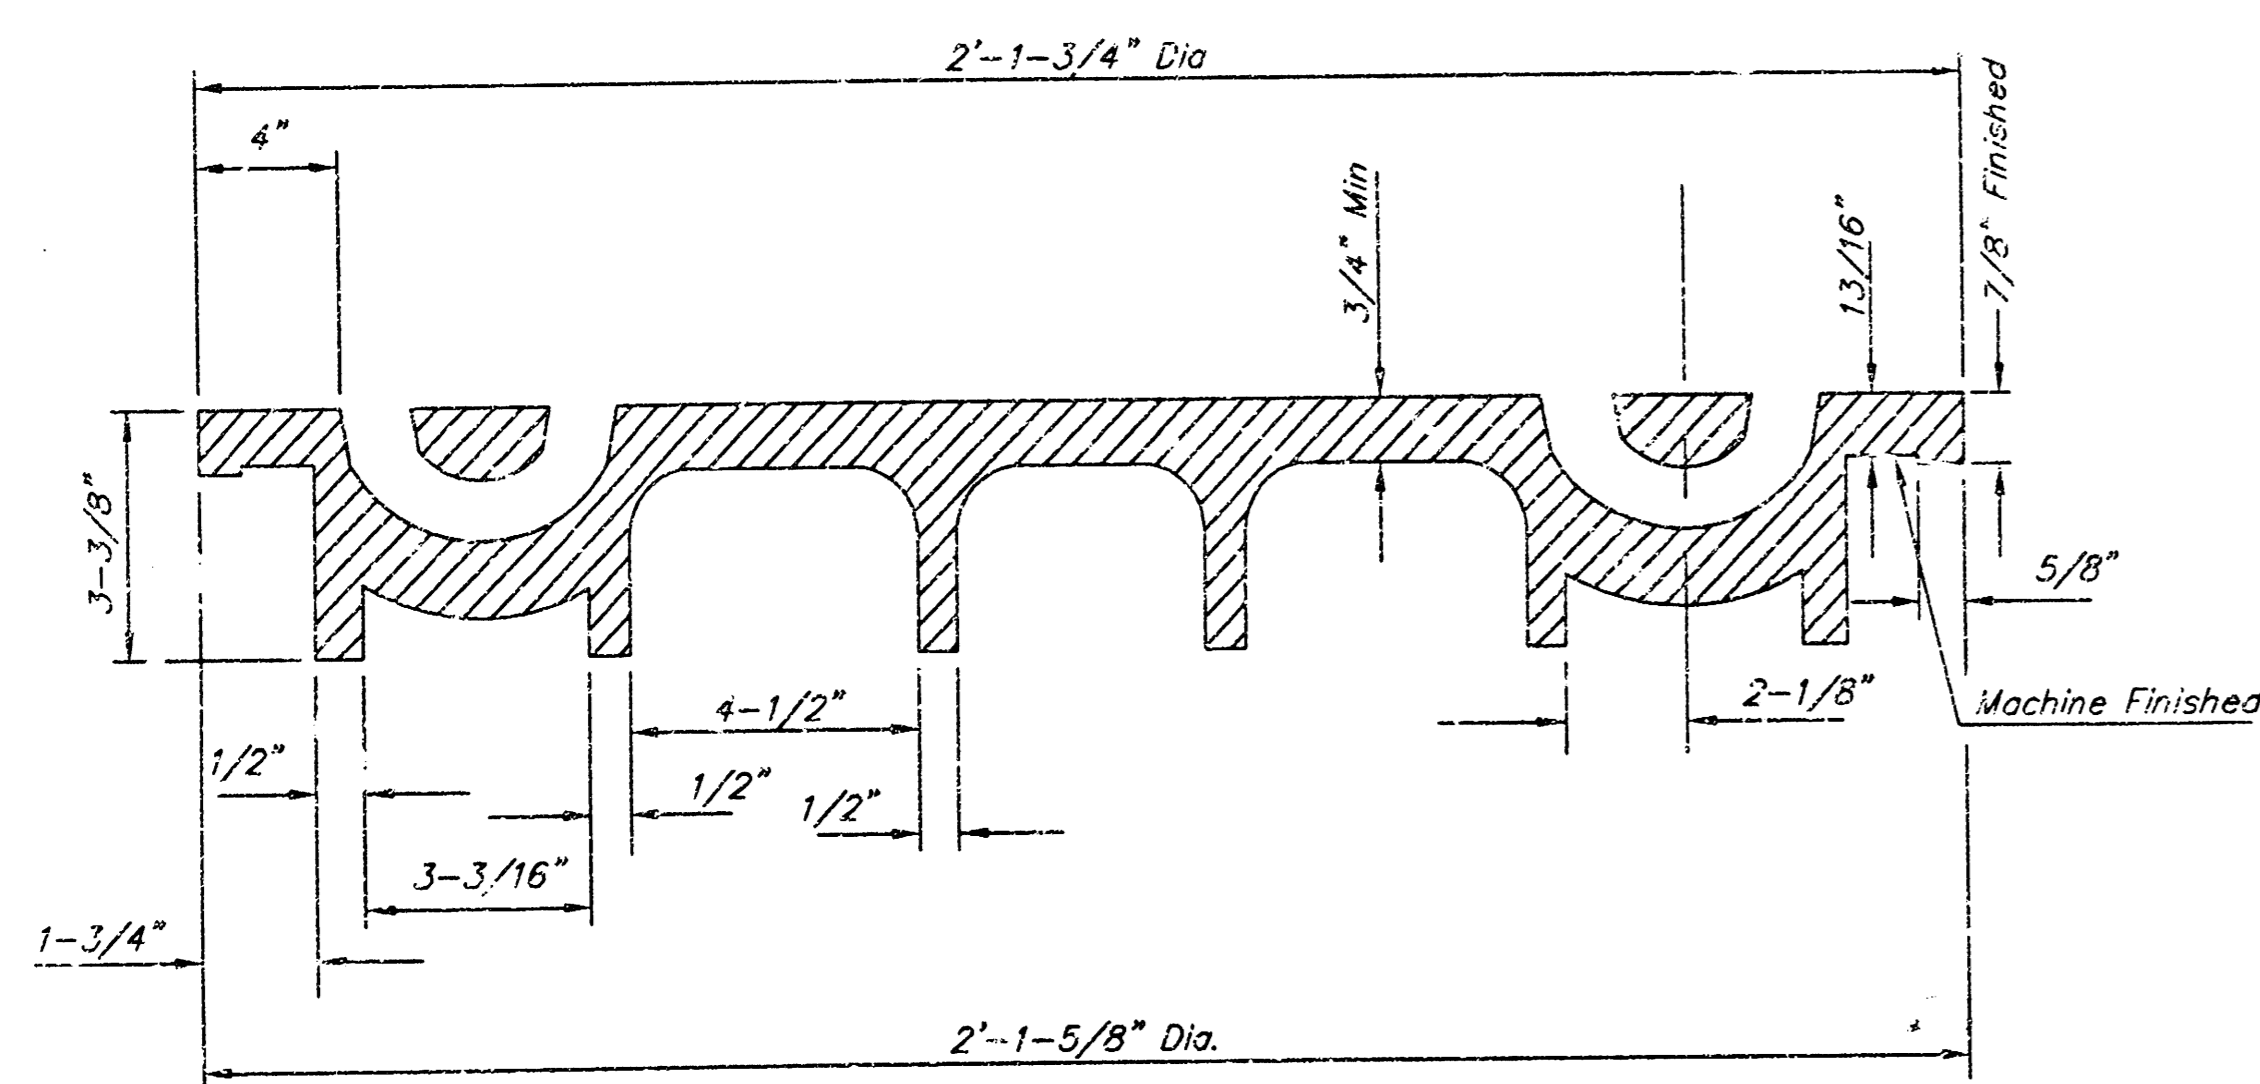 2'-1-3/4" Dia
4"
3/4" Min
13/16"
7/8" Finished
3-3/8"
5/8"
2-1/8"
Machine Finished
4-1/2"
1/2"
1/2"
1/2"
3-3/16"
1-3/4"
2'-1-5/8" Dia.